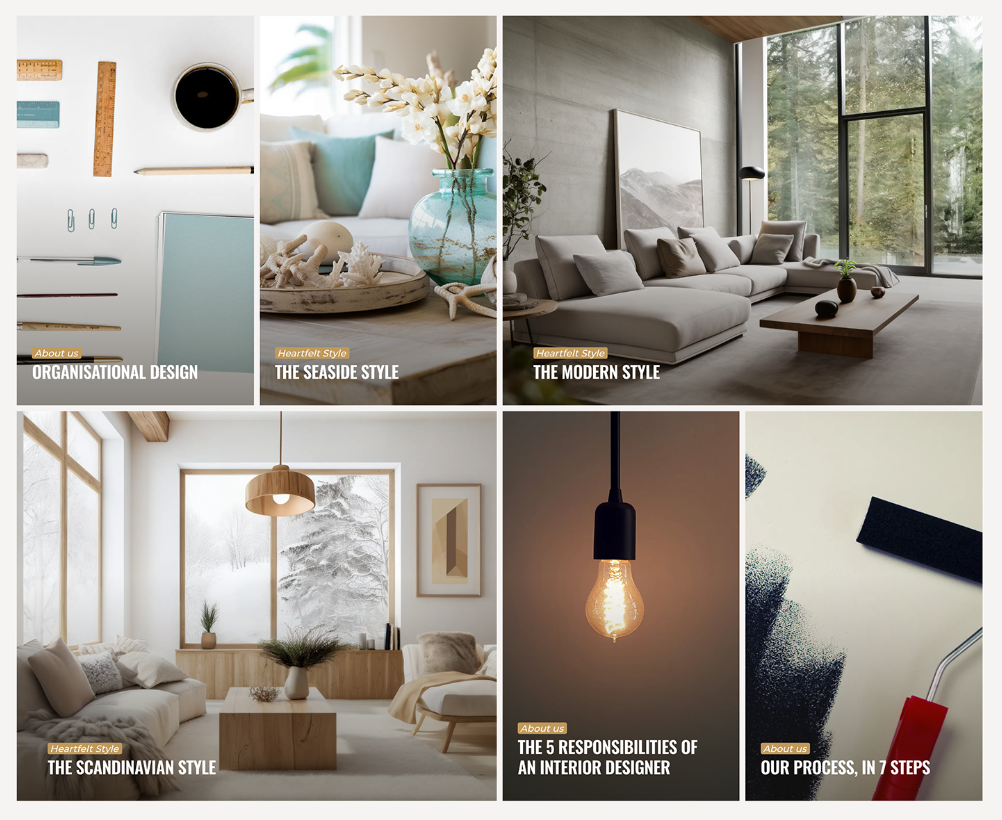 About us
ORGANISATIONAL DESIGN
Heartfelt Style
THE SEASIDE STYLE
Heartfelt Style
THE MODERN STYLE
Heartfelt Style
THE SCANDINAVIAN STYLE
About us
THE 5 RESPONSIBILITIES OF
AN INTERIOR DESIGNER
About us
OUR PROCESS, IN 7 STEPS